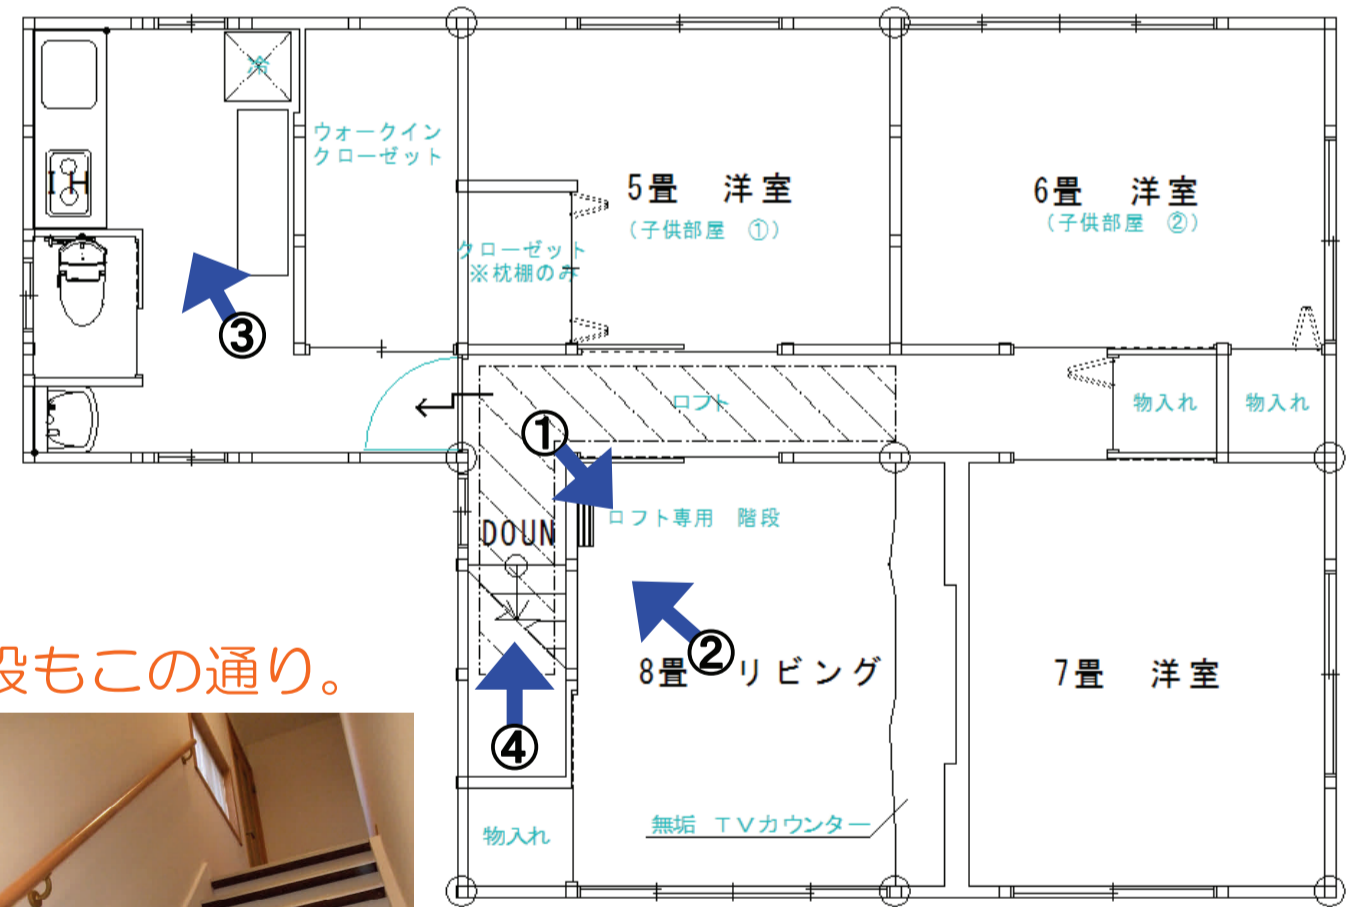 冷
ウォークイン
クローゼット
IH
5畳 洋室
(子供部屋 ①)
6畳 洋室
(子供部屋 ②)
クローゼット
※枕棚のみ
③
ロフト
物入れ
物入れ
①
ロフト専用 階段
DOUN
②
8畳 リビング
7畳 洋室
段もこの通り。
④
無垢 TVカウンター
物入れ